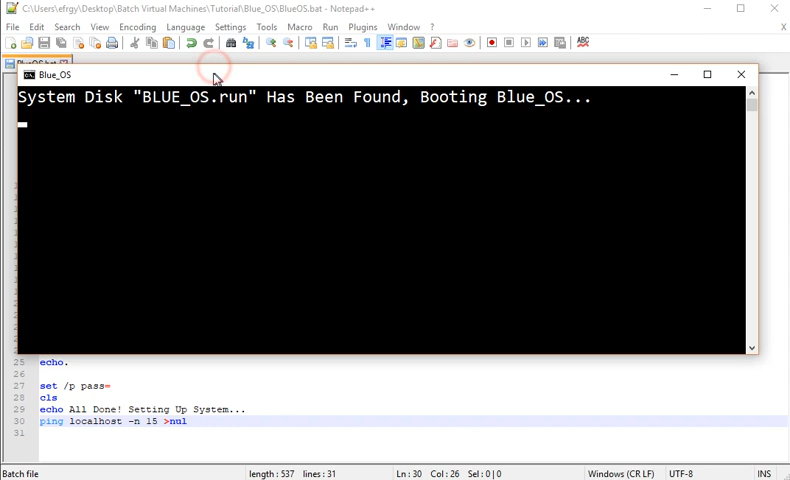 C:\Users\efrgy\Desktop\Batch Virtual Machines\Tutorial\Blue_OS\BlueOS.bat - Notepad++
File Edit Search View Encoding Language Settings Tools Macro Run Plugins Window ? X
ABC
BlueOS.bat
Blue_OS
System Disk "BLUE_OS.run" Has Been Found, Booting Blue_OS...
25 echo.
26
27 set /p pass=
28 cls
29 echo All Done! Setting Up System...
30 ping localhost -n 15 >nul
31
Batch file length : 537 lines : 31 Ln : 30 Col : 26 Sel : 0 | 0 Windows (CR LF) UTF-8 INS